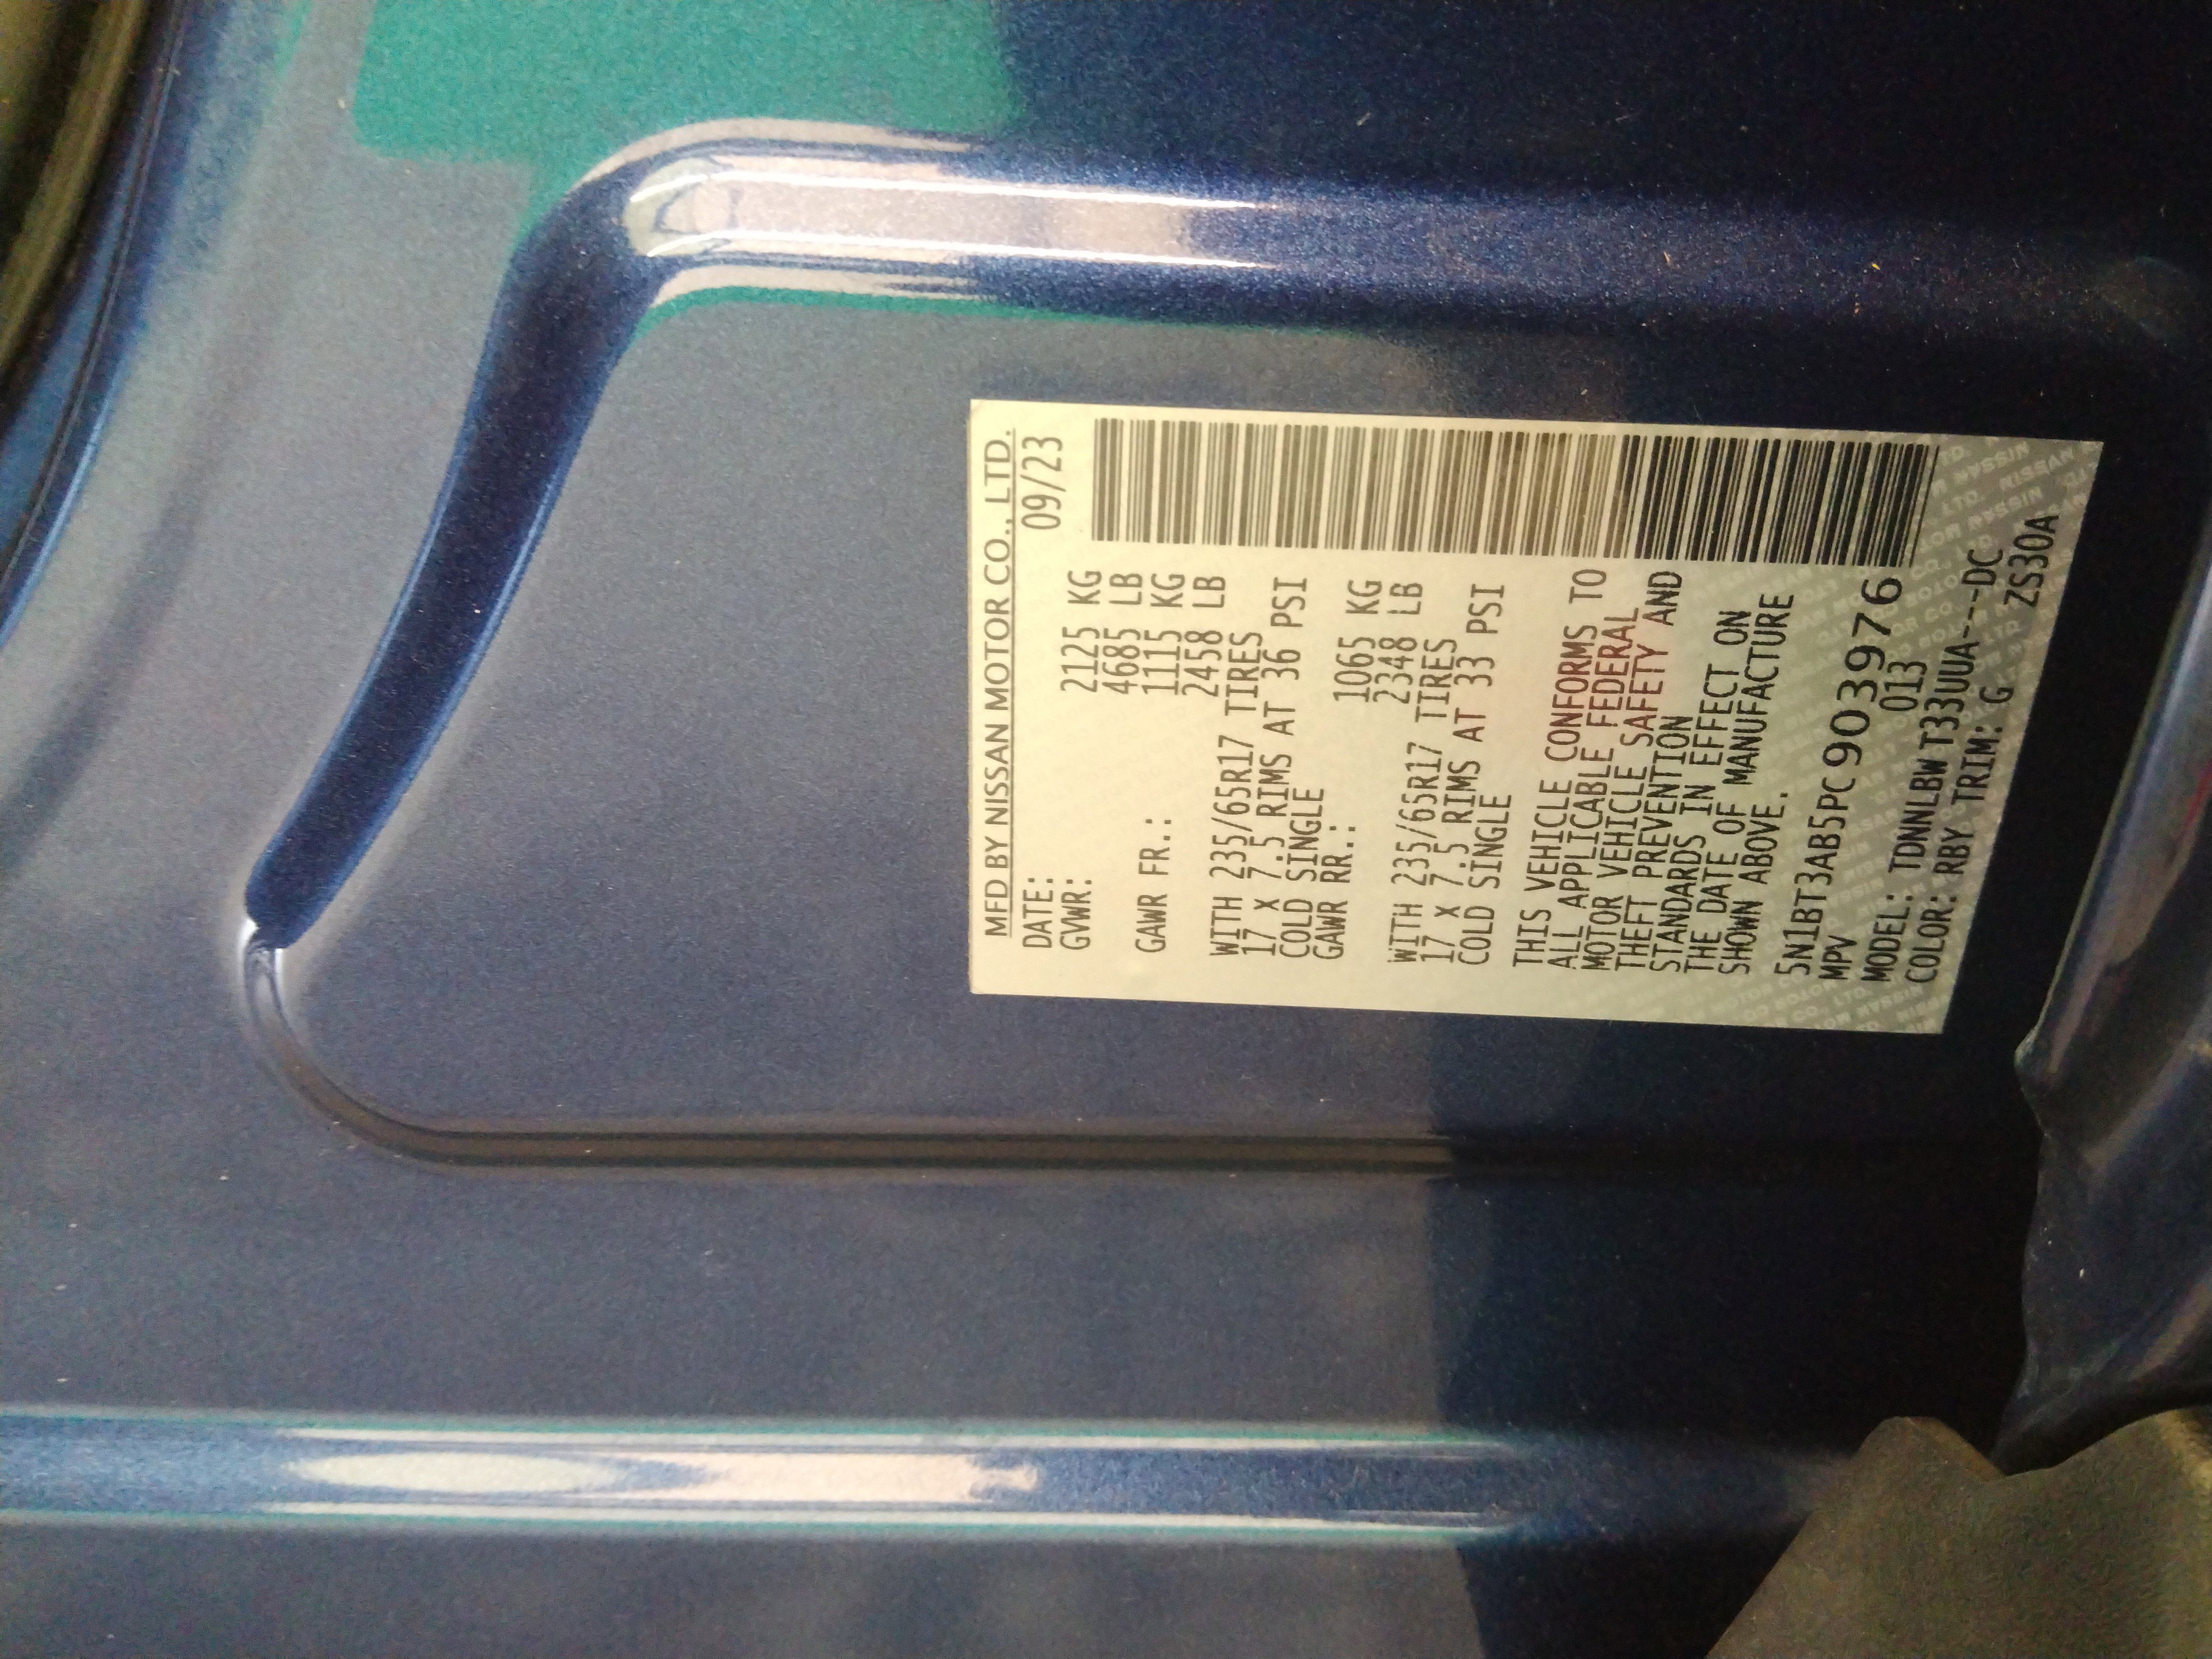 MFD BY NISSAN MOTOR CO., LTD.
DATE: 09/23
GVWR: 2125 KG
4685 LB
GAWR FR.: 1115 KG
2458 LB
WITH 235/65R17 TIRES
17 X 7.5 RIMS AT 36 PSI
COLD SINGLE
GAWR RR.: 1065 KG
2348 LB
WITH 235/65R17 TIRES
17 X 7.5 RIMS AT 33 PSI
COLD SINGLE
THIS VEHICLE CONFORMS TO
ALL APPLICABLE FEDERAL
MOTOR VEHICLE SAFETY AND
THEFT PREVENTION
STANDARDS IN EFFECT ON
THE DATE OF MANUFACTURE
SHOWN ABOVE.
5N1BT3AB5PC903976
MPV 013
MODEL: TDNNLBWT33UUA---DC
COLOR: RBY TRIM: G ZS30A